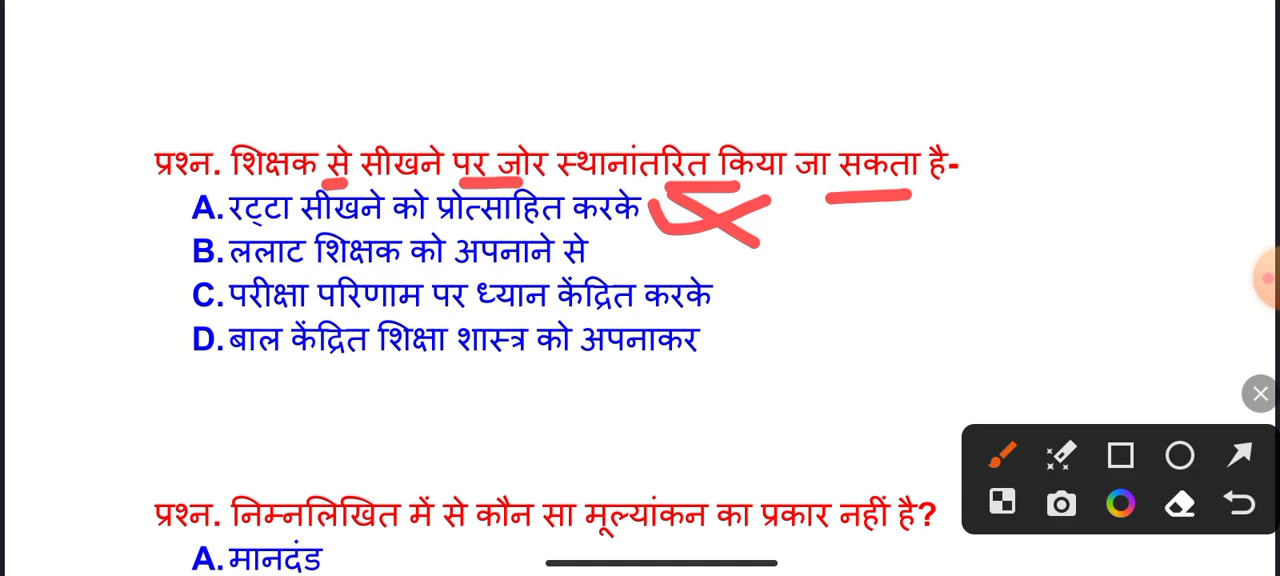 प्रश्न. शिक्षक से सीखने पर जोर स्थानांतरित किया जा सकता है-
A. रट्टा सीखने को प्रोत्साहित करके
B. ललाट शिक्षक को अपनाने से
C. परीक्षा परिणाम पर ध्यान केंद्रित करके
D. बाल केंद्रित शिक्षा शास्त्र को अपनाकर
प्रश्न. निम्नलिखित में से कौन सा मूल्यांकन का प्रकार नहीं है?
A. मानदंड